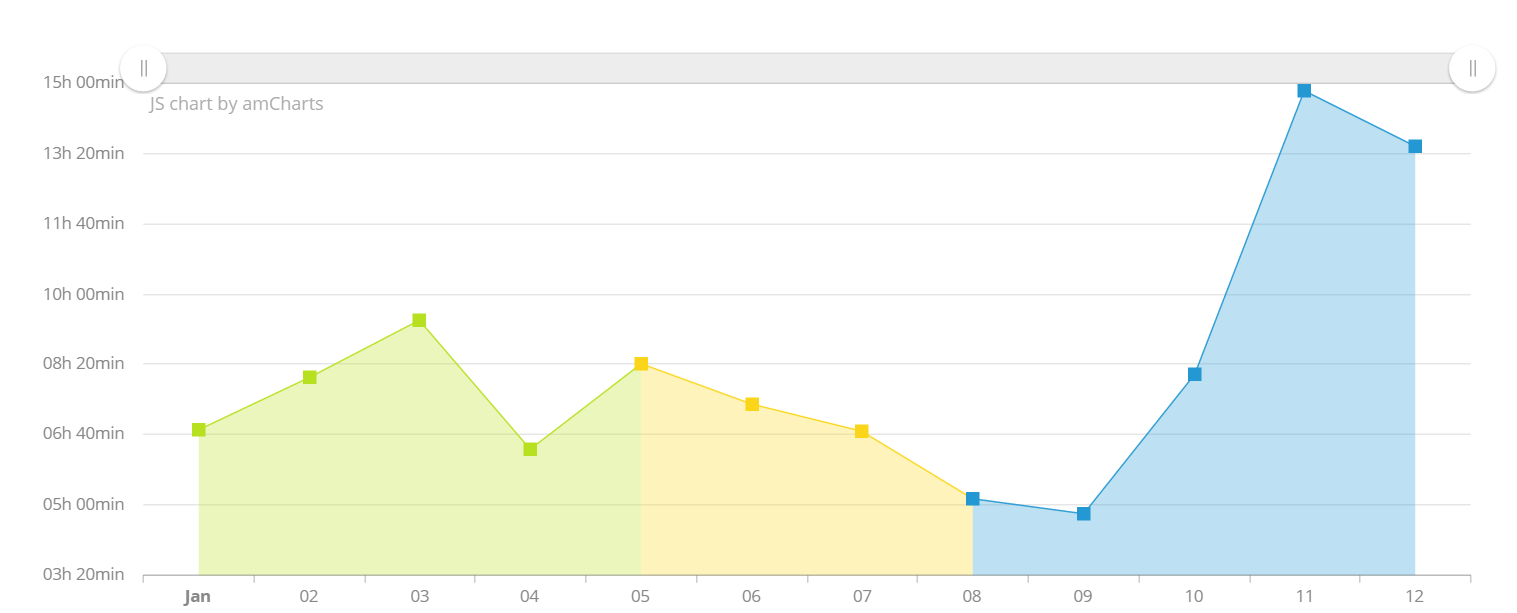 15h 00min
JS chart by amCharts
13h 20min
11h 40min
10h 00min
08h 20min
06h 40min
05h 00min
03h 20min
Jan 02 03 04 05 06 07 08 09 10 11 12